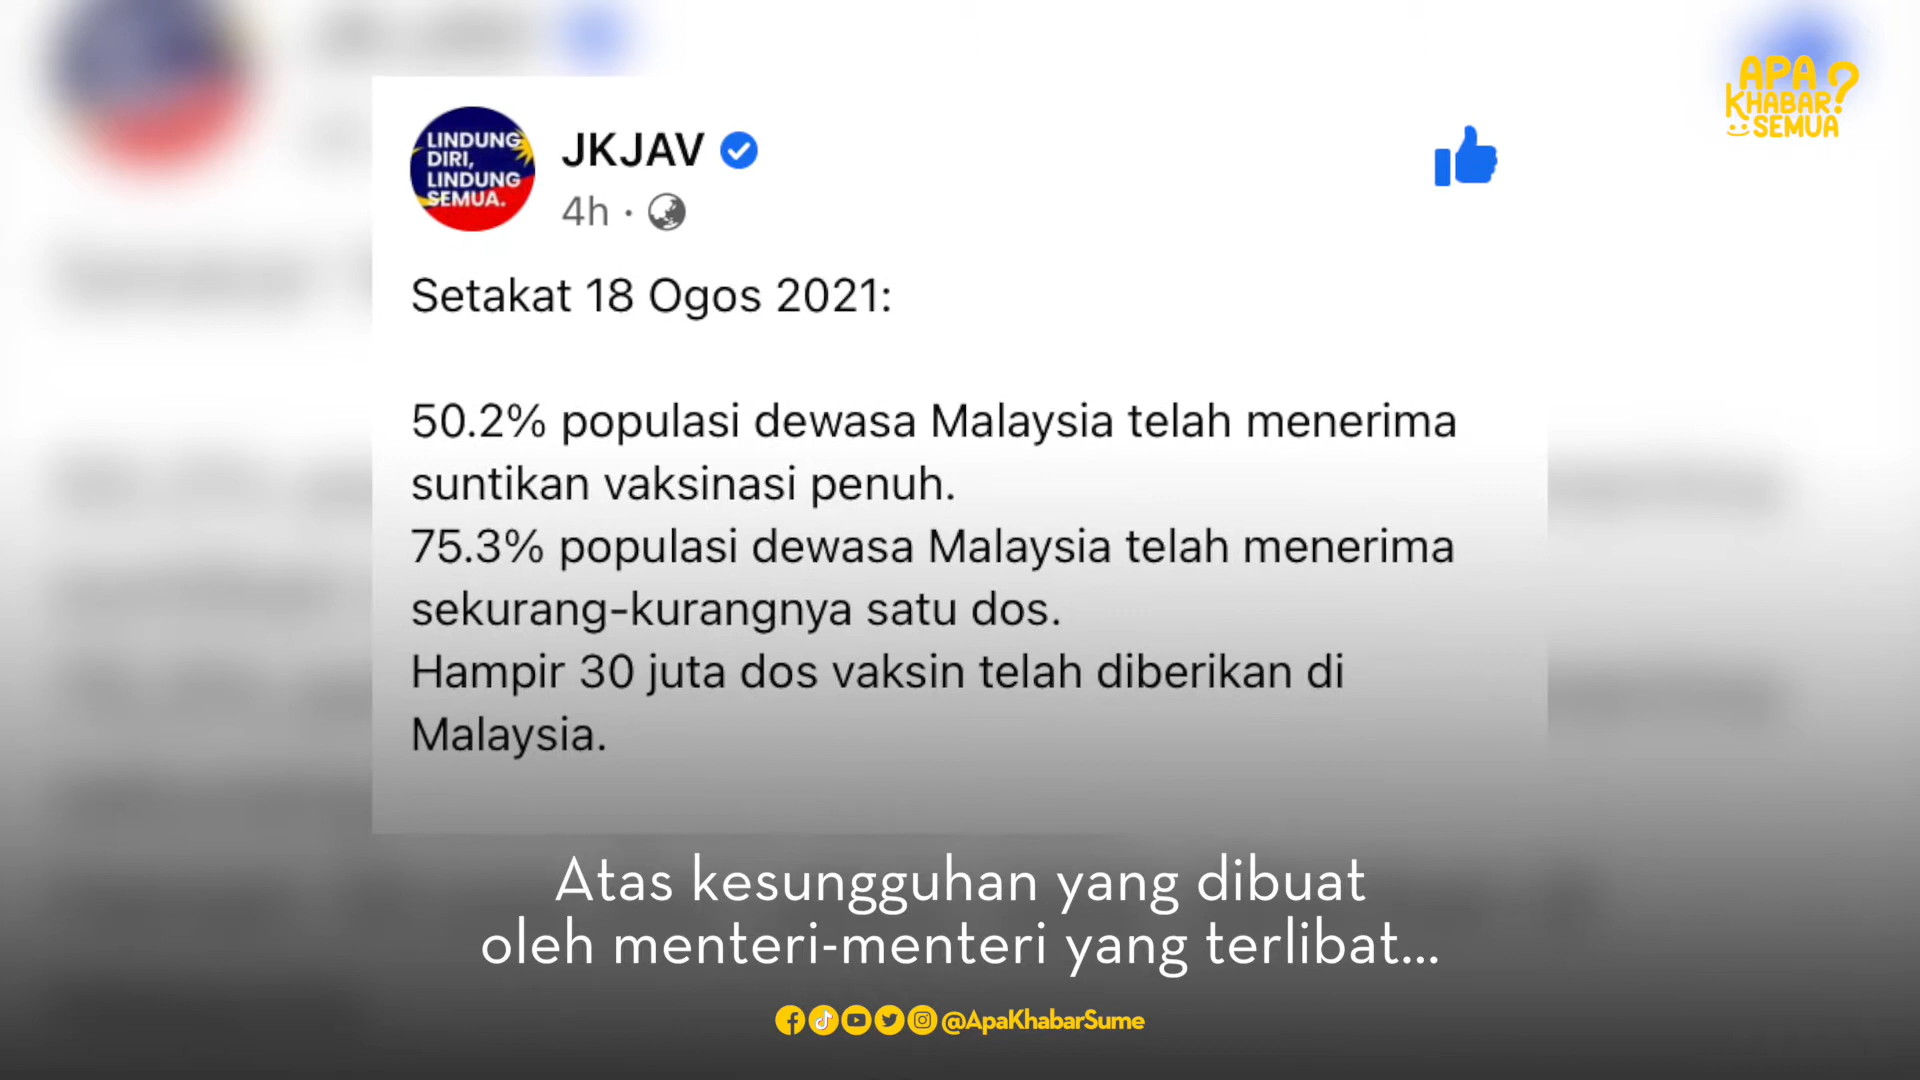 APA
KHABAR?
SEMUA
LINDUNG
DIRI,
LINDUNG
SEMUA.
JKJAV
4h ·
Setakat 18 Ogos 2021:
50.2% populasi dewasa Malaysia telah menerima
suntikan vaksinasi penuh.
75.3% populasi dewasa Malaysia telah menerima
sekurang-kurangnya satu dos.
Hampir 30 juta dos vaksin telah diberikan di
Malaysia.
Atas kesungguhan yang dibuat
oleh menteri-menteri yang terlibat...
@ApaKhabarSume